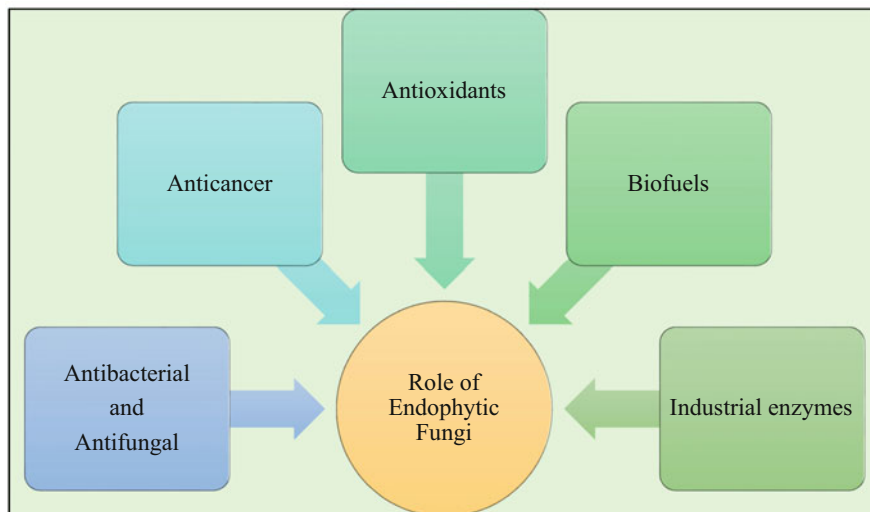 Antioxidants
Anticancer
Biofuels
Antibacterial
and
Antifungal
Role of
Endophytic
Fungi
Industrial enzymes